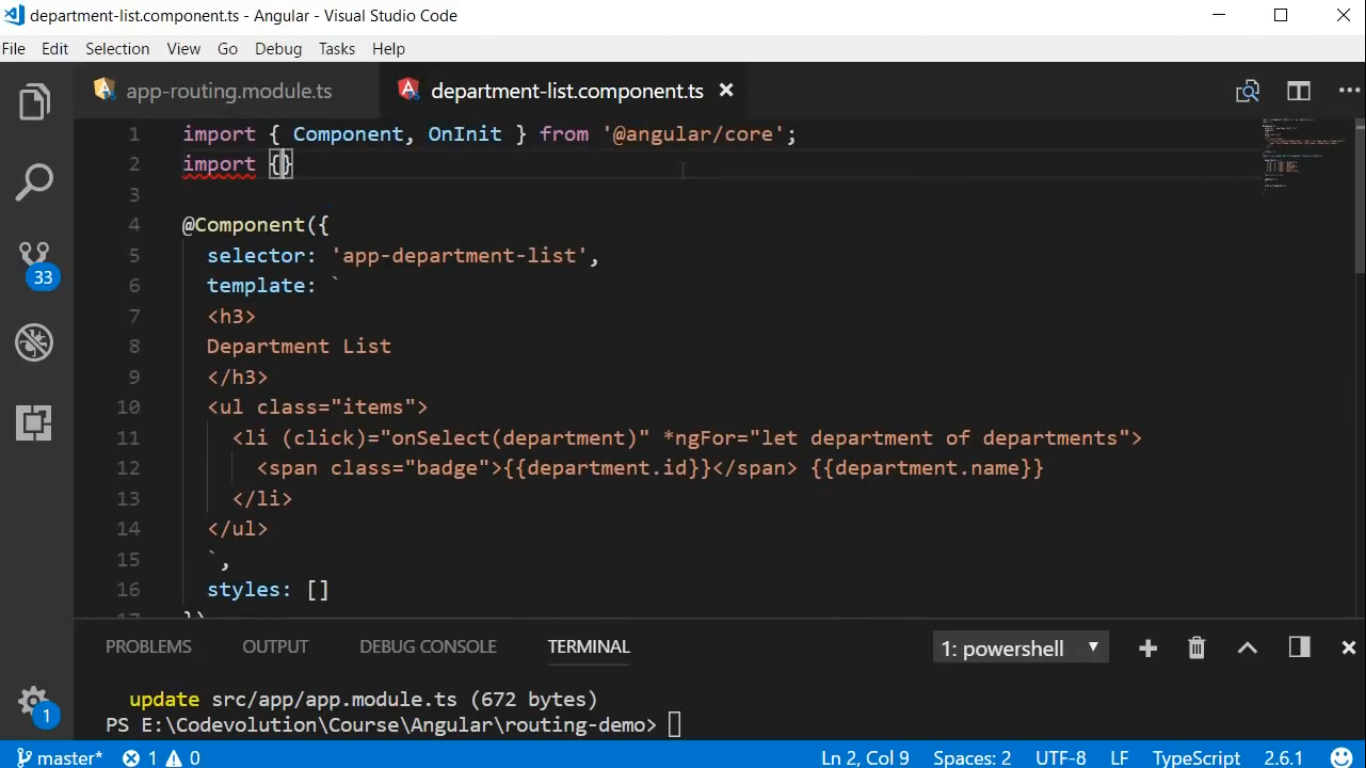 department-list.component.ts - Angular - Visual Studio Code
File Edit Selection View Go Debug Tasks Help
app-routing.module.ts department-list.component.ts
1 import { Component, OnInit } from '@angular/core';
2 import {}
3
4 @Component({
5 selector: 'app-department-list',
6 template: `
7 <h3>
8 Department List
9 </h3>
10 <ul class="items">
11 <li (click)="onSelect(department)" *ngFor="let department of departments">
12 <span class="badge">{{department.id}}</span> {{department.name}}
13 </li>
14 </ul>
15 `,
16 styles: []
17 })
33
PROBLEMS OUTPUT DEBUG CONSOLE TERMINAL 1: powershell
update src/app/app.module.ts (672 bytes)
PS E:\Codevolution\Course\Angular\routing-demo>
1
master* 1 0 Ln 2, Col 9 Spaces: 2 UTF-8 LF TypeScript 2.6.1